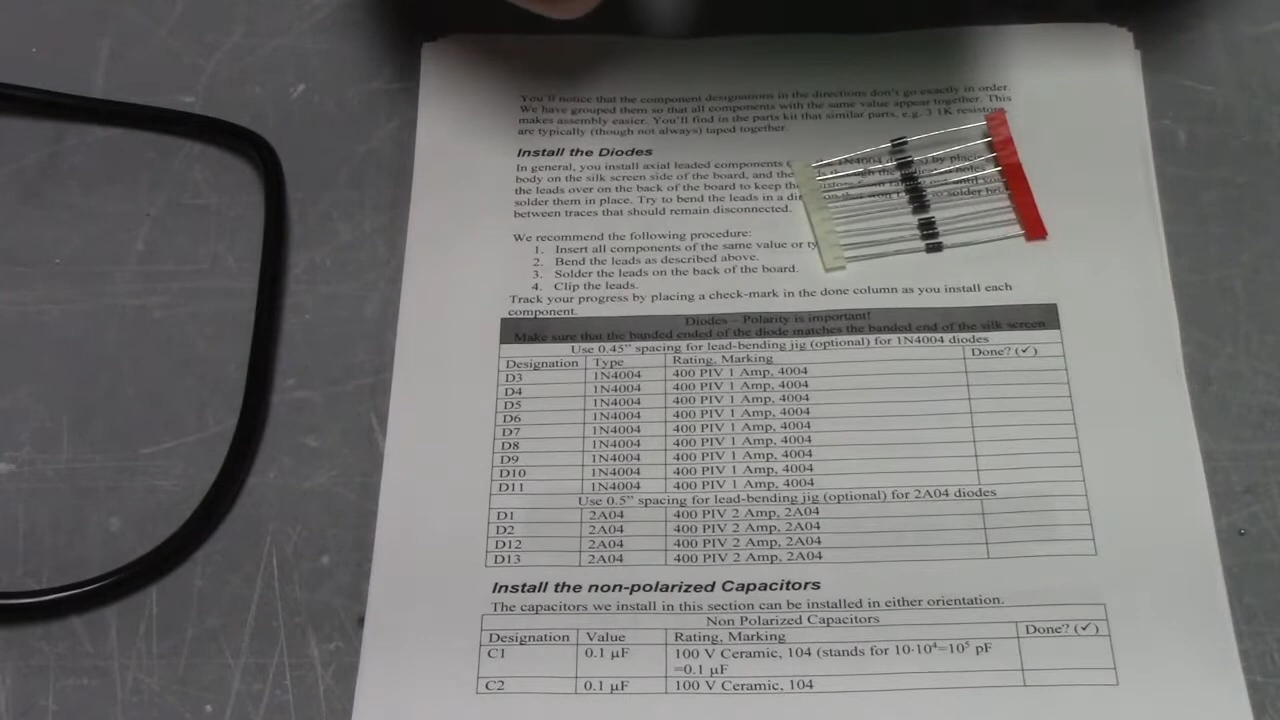 You'll notice that the component designations in the directions don't go exactly in order.
We have grouped them so that all components with the same value appear together. This
makes assembly easier. You'll find in the parts kit that similar parts, e.g. 3 1K resistors
are typically (though not always) taped together.
Install the Diodes
In general, you install axial leaded components 1N4004 by placing
body on the silk screen side of the board, and the through the
the leads over on the back of the board to keep the until you
solder them in place. Try to bend the leads in a to solder
between traces that should remain disconnected.
We recommend the following procedure:
1. Insert all components of the same value or
2. Bend the leads as described above.
3. Solder the leads on the back of the board.
4. Clip the leads.
Track your progress by placing a check-mark in the done column as you install each
component.
Diodes – Polarity is important!
Make sure that the banded ended of the diode matches the banded end of the silk screen
Use 0.45" spacing for lead-bending jig (optional) for 1N4004 diodes
Designation Type Rating, Marking Done? (✓)
D3 1N4004 400 PIV 1 Amp, 4004
D4 1N4004 400 PIV 1 Amp, 4004
D5 1N4004 400 PIV 1 Amp, 4004
D6 1N4004 400 PIV 1 Amp, 4004
D7 1N4004 400 PIV 1 Amp, 4004
D8 1N4004 400 PIV 1 Amp, 4004
D9 1N4004 400 PIV 1 Amp, 4004
D10 1N4004 400 PIV 1 Amp, 4004
D11 1N4004 400 PIV 1 Amp, 4004
Use 0.5" spacing for lead-bending jig (optional) for 2A04 diodes
D1 2A04 400 PIV 2 Amp, 2A04
D2 2A04 400 PIV 2 Amp, 2A04
D12 2A04 400 PIV 2 Amp, 2A04
D13 2A04 400 PIV 2 Amp, 2A04
Install the non-polarized Capacitors
The capacitors we install in this section can be installed in either orientation.
Non Polarized Capacitors
Designation Value Rating, Marking Done? (✓)
C1 0.1 µF 100 V Ceramic, 104 (stands for 10·10⁴=10⁵ pF
=0.1 µF
C2 0.1 µF 100 V Ceramic, 104